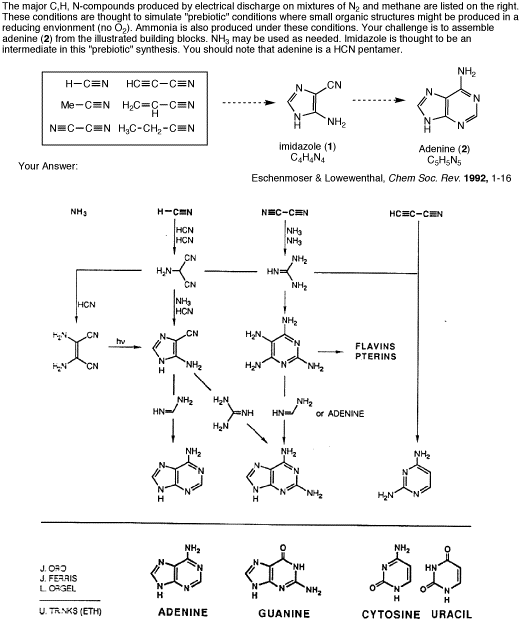 The major C,H, N-compounds produced by electrical discharge on mixtures of N2 and methane are listed on the right.
These conditions are thought to simulate "prebiotic" conditions where small organic structures might be produced in a
reducing envionment (no O2). Ammonia is also produced under these conditions. Your challenge is to assemble
adenine (2) from the illustrated building blocks. NH3 may be used as needed. Imidazole is thought to be an
intermediate in this "prebiotic" synthesis. You should note that adenine is a HCN pentamer.
H-C≡N HC≡C-C≡N
Me-C≡N H2C=C-C≡N
H
N≡C-C≡N H3C-CH2-C≡N
N CN
N
H NH2
imidazole (1)
C4H4N4
NH2
N N
N N
H
Adenine (2)
C5H5N5
Your Answer:
Eschenmoser & Lowewenthal, Chem Soc. Rev. 1992, 1-16
NH3 H-C≡N N≡C-C≡N HC≡C-C≡N
HCN
HCN
NH3
NH3
CN
H2N
CN
NH2
HN
NH2
HCN
NH3
HCN
H2N CN
H2N CN
hν
N CN
N NH2
H
NH2
H2N N
H2N N NH2
FLAVINS
PTERINS
NH2
HN
H2N
NH
H2N
NH2
HN
or ADENINE
NH2
N N
N N
H
NH2
N N
N N NH2
H
NH2
N
H2N N
J. ORO
J. FERRIS
L. ORGEL
U. TRNKS (ETH)
NH2
N N
N N
H
ADENINE
O
N NH
N N NH2
H
GUANINE
NH2
N
O N
H
CYTOSINE
O
HN
O N
H
URACIL